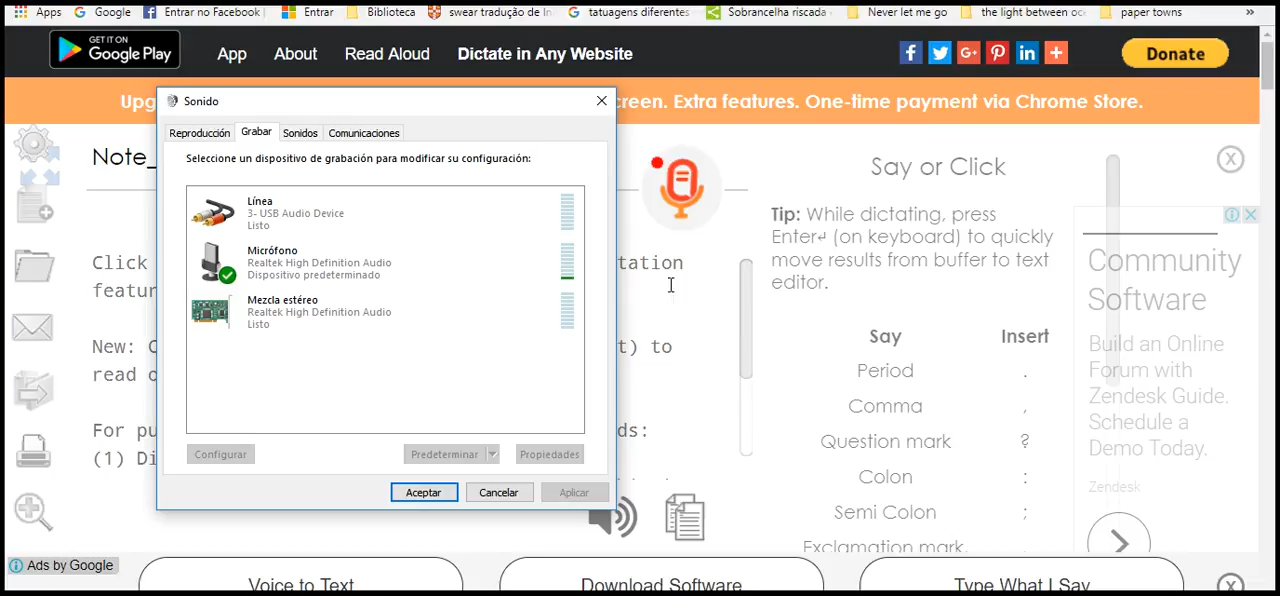 Apps
Google
Entrar no Facebook
Entrar
Biblioteca
swear tradução de In
tatuagens diferentes
Sobrancelha riscada
Never let me go
the light between oc
paper towns
»
GET IT ON
Google Play
App
About
Read Aloud
Dictate in Any Website
Donate
Upg
creen. Extra features. One-time payment via Chrome Store.
Sonido
Reproducción
Grabar
Sonidos
Comunicaciones
Seleccione un dispositivo de grabación para modificar su configuración:
Línea
3- USB Audio Device
Listo
Micrófono
Realtek High Definition Audio
Dispositivo predeterminado
Mezcla estéreo
Realtek High Definition Audio
Listo
Configurar
Predeterminar
Propiedades
Aceptar
Cancelar
Aplicar
Note_
Click
tation
featur
New: C
t) to
read o
For pu
ds:
(1) Di
Say or Click
Tip: While dictating, press
Enter↵ (on keyboard) to quickly
move results from buffer to text
editor.
Say Insert
Period .
Comma ,
Question mark ?
Colon :
Semi Colon ;
Exclamation mark
Community
Software
Build an Online
Forum with
Zendesk Guide.
Schedule a
Demo Today.
Zendesk
Ads by Google
Voice to Text
Download Software
Type What I Say